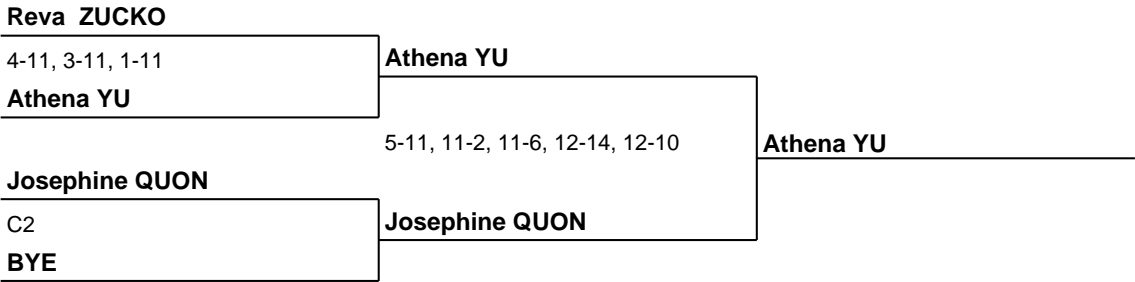 Reva ZUCKO
4-11, 3-11, 1-11
Athena YU
Athena YU
5-11, 11-2, 11-6, 12-14, 12-10
Athena YU
Josephine QUON
C2
Josephine QUON
BYE